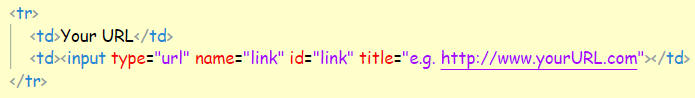 <tr>
<td>Your URL</td>
<td><input type="url" name="link" id="link" title="e.g. http://www.yourURL.com"></td>
</tr>